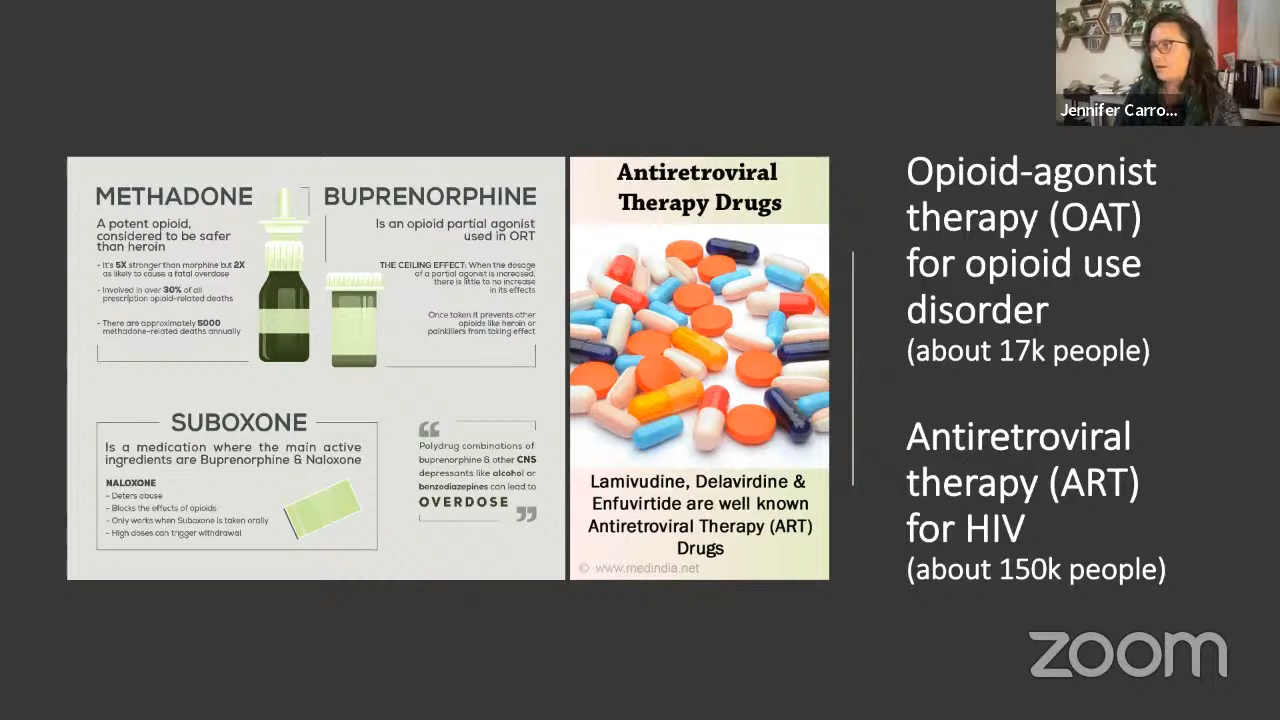 Jennifer Carro...
METHADONE
A potent opioid,
considered to be safer
than heroin
- It's 5X stronger than morphine but 2X
as likely to cause a fatal overdose
- Involved in over 30% of all
prescription opioid-related deaths
- There are approximately 5000
methadone-related deaths annually
BUPRENORPHINE
Is an opioid partial agonist
used in ORT
THE CEILING EFFECT: When the dosage
of a partial agonist is increased,
there is little to no increase
in its effects
Once taken it prevents other
opioids like heroin or
painkillers from taking effect
SUBOXONE
Is a medication where the main active
ingredients are Buprenorphine & Naloxone
NALOXONE
- Deters abuse
- Blocks the effects of opioids
- Only works when Suboxone is taken orally
- High doses can trigger withdrawal
“
Polydrug combinations of
buprenorphine & other CNS
depressants like alcohol or
benzodiazepines can lead to
OVERDOSE
”
Antiretroviral
Therapy Drugs
Lamivudine, Delavirdine &
Enfuvirtide are well known
Antiretroviral Therapy (ART)
Drugs
© www.medindia.net
Opioid-agonist
therapy (OAT)
for opioid use
disorder
(about 17k people)
Antiretroviral
therapy (ART)
for HIV
(about 150k people)
zoom